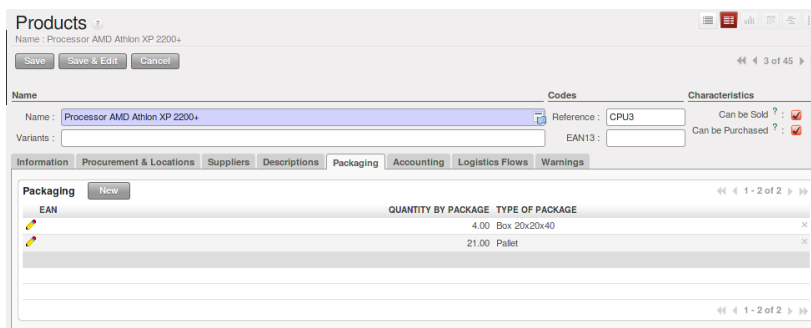 Products ?
Name : Processor AMD Athlon XP 2200+
Save Save & Edit Cancel 3 of 45
Name Codes Characteristics
Name : Processor AMD Athlon XP 2200+ Reference : CPU3 Can be Sold ? :
Variants : EAN13 : Can be Purchased ? :
Information Procurement & Locations Suppliers Descriptions Packaging Accounting Logistics Flows Warnings
Packaging New 1 - 2 of 2
EAN QUANTITY BY PACKAGE TYPE OF PACKAGE
4.00 Box 20x20x40
21.00 Pallet
1 - 2 of 2